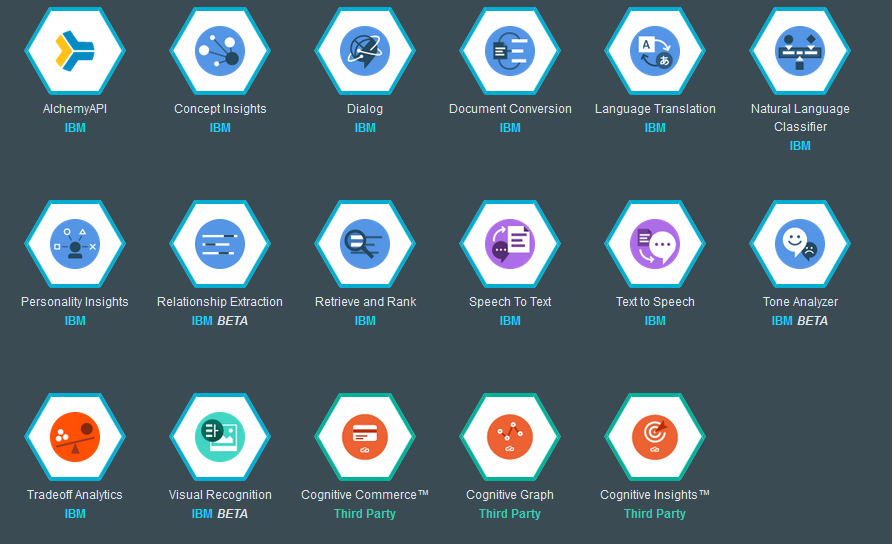 A
あ
AlchemyAPI
IBM
Concept Insights
IBM
Dialog
IBM
Document Conversion
IBM
Language Translation
IBM
Natural Language
Classifier
IBM
Personality Insights
IBM
Relationship Extraction
IBM BETA
Retrieve and Rank
IBM
Speech To Text
IBM
Text to Speech
IBM
Tone Analyzer
IBM BETA
Tradeoff Analytics
IBM
Visual Recognition
IBM BETA
Cognitive Commerce™
Third Party
Cognitive Graph
Third Party
Cognitive Insights™
Third Party